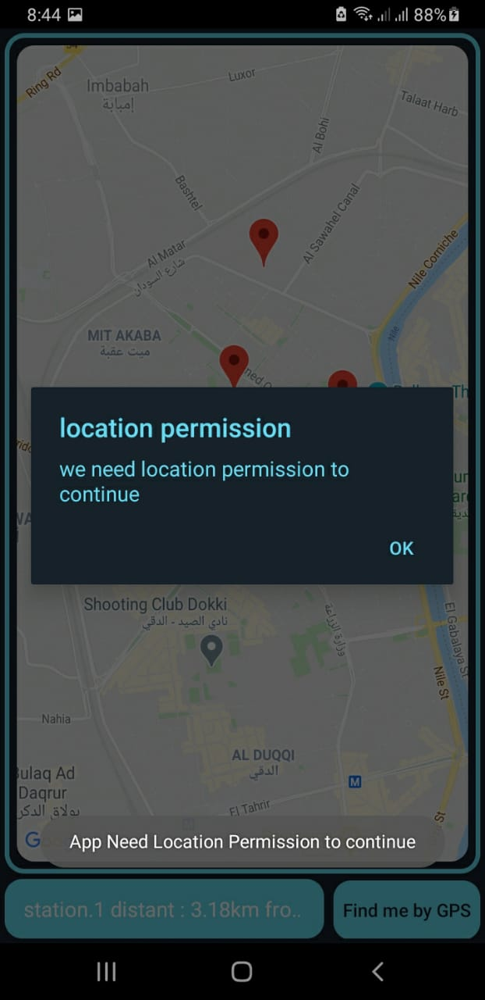 8:44
88%
Ring Rd
Imbabah
إمبابة
Luxor
Talaat Harb
Al Bohi
Bashtel
Al Sawahel Canal
Al Matar
شارع السودان
Nile Corniche
Nile
MIT AKABA
ميت عقبة
location permission
we need location permission to
continue
OK
Shooting Club Dokki
نادي الصيد - الدقي
وزارة الزراعة
El Gabalaya St
Nile St
Nahia
AL DUQQI
الدقي
M
Bulaq Ad
Daqrur
بولاق الدكر
El Tahrir
St
G
App Need Location Permission to continue
station.1 distant : 3.18km fro..
Find me by GPS